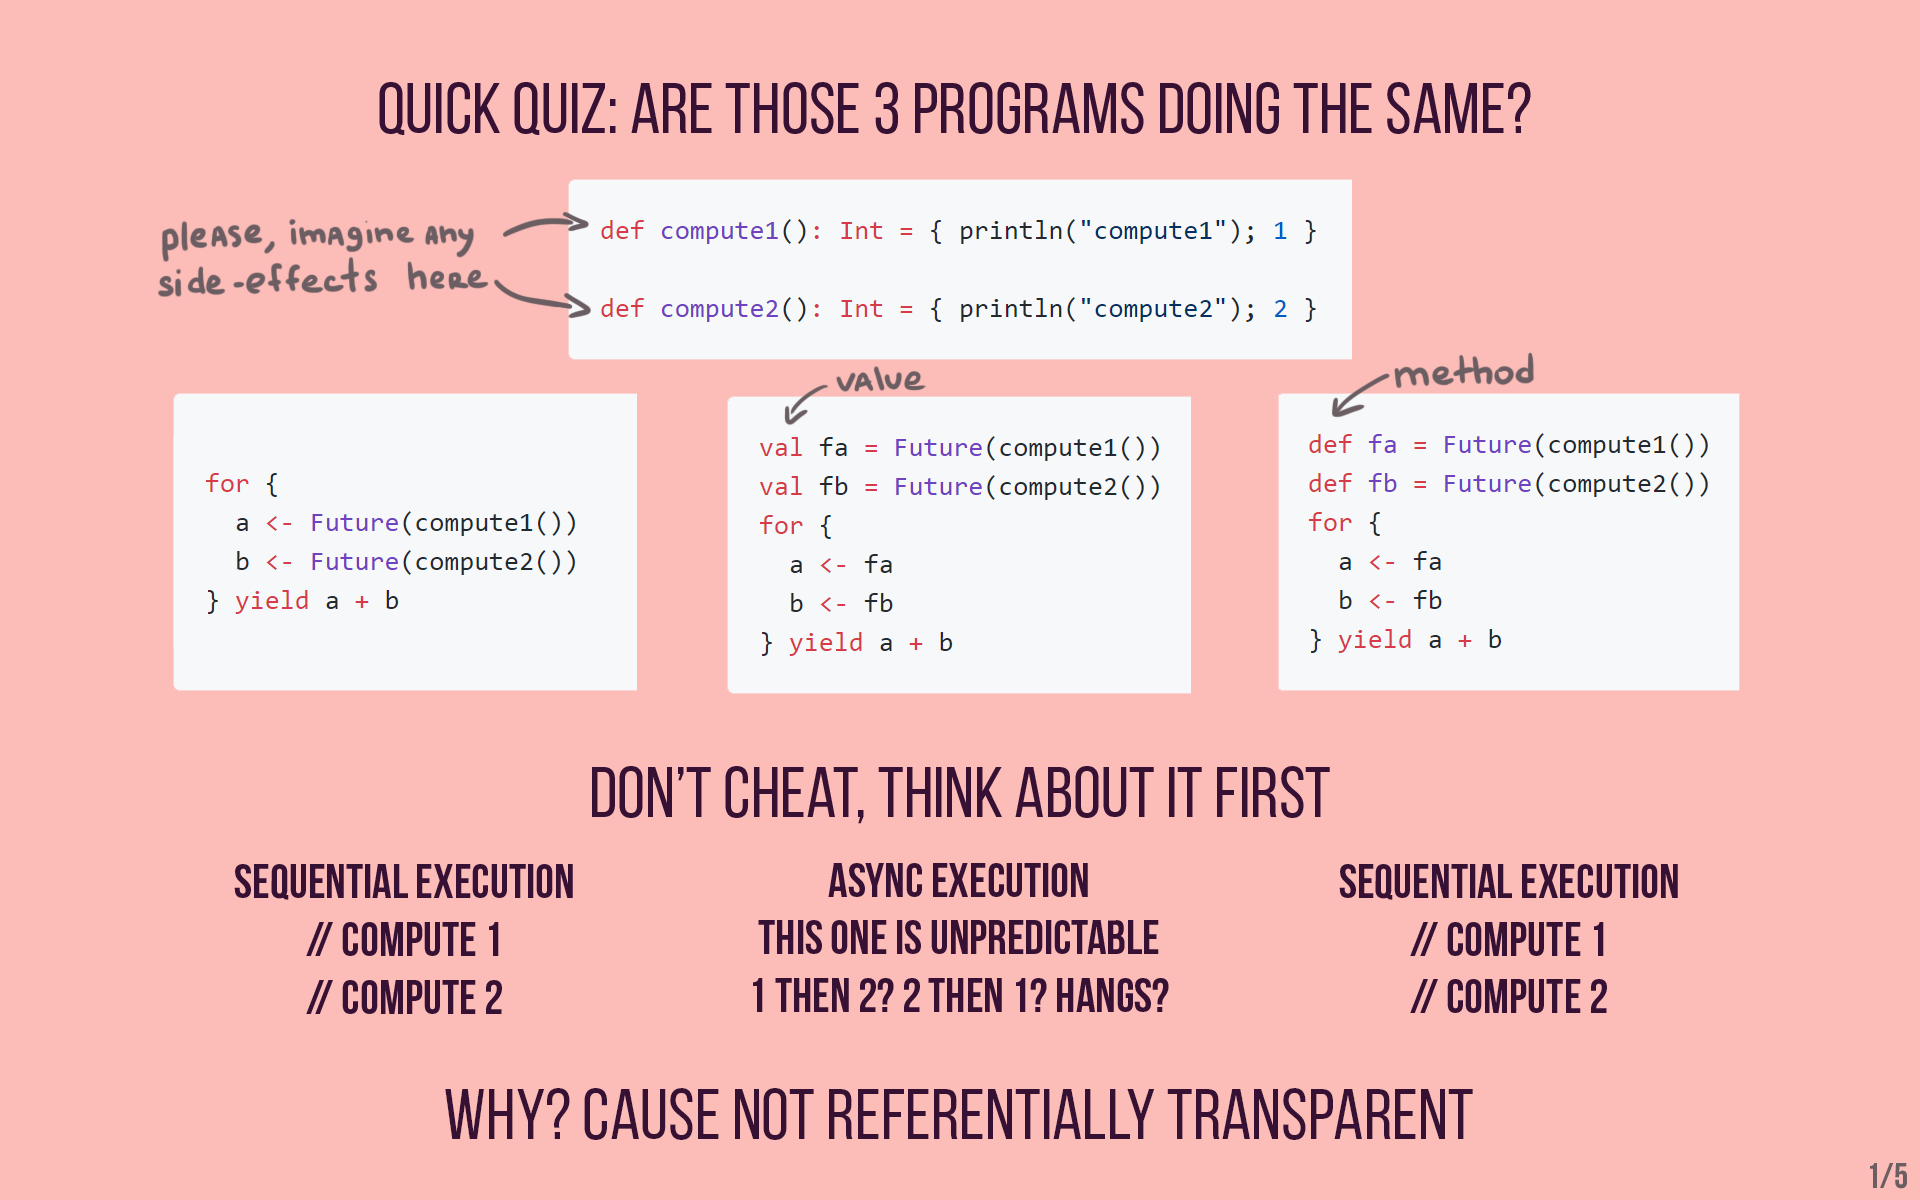 QUICK QUIZ: ARE THOSE 3 PROGRAMS DOING THE SAME?
please, imagine any
side-effects here
def compute1(): Int = { println("compute1"); 1 }
def compute2(): Int = { println("compute2"); 2 }
for {
  a <- Future(compute1())
  b <- Future(compute2())
} yield a + b
value
val fa = Future(compute1())
val fb = Future(compute2())
for {
  a <- fa
  b <- fb
} yield a + b
method
def fa = Future(compute1())
def fb = Future(compute2())
for {
  a <- fa
  b <- fb
} yield a + b
DON'T CHEAT, THINK ABOUT IT FIRST
SEQUENTIAL EXECUTION
// COMPUTE 1
// COMPUTE 2
ASYNC EXECUTION
THIS ONE IS UNPREDICTABLE
1 THEN 2? 2 THEN 1? HANGS?
SEQUENTIAL EXECUTION
// COMPUTE 1
// COMPUTE 2
WHY? CAUSE NOT REFERENTIALLY TRANSPARENT
1/5